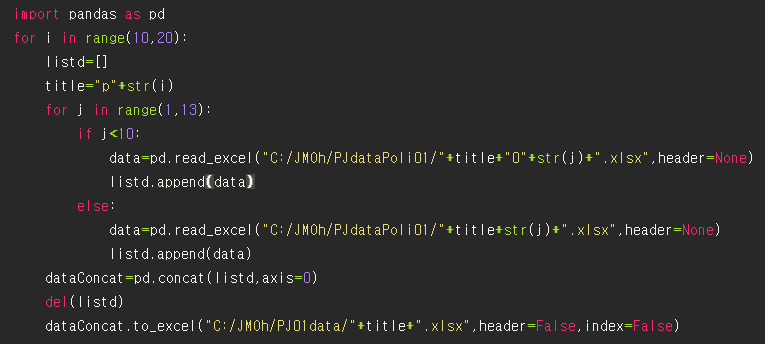 import pandas as pd
for i in range(10,20):
    listd=[]
    title="p"+str(i)
    for j in range(1,13):
        if j<10:
            data=pd.read_excel("C:/JMOh/PJdataPoli01/"+title+"0"+str(j)+".xlsx",header=None)
            listd.append(data)
        else:
            data=pd.read_excel("C:/JMOh/PJdataPoli01/"+title+str(j)+".xlsx",header=None)
            listd.append(data)
    dataConcat=pd.concat(listd,axis=0)
    del(listd)
    dataConcat.to_excel("C:/JMOh/PJ01data/"+title+".xlsx",header=False,index=False)